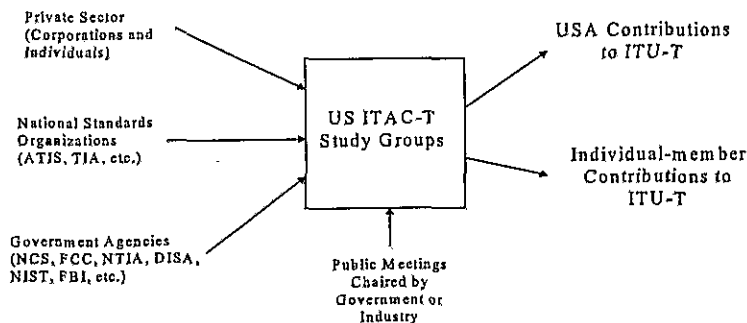 Private Sector
(Corporations and
Individuals)
National Standards
Organizations
(ATIS, TIA, etc.)
Government Agencies
(NCS, FCC, NTIA, DISA,
NIST, FBI, etc.)
US ITAC-T
Study Groups
Public Meetings
Chaired by
Government or
Industry
USA Contributions
to ITU-T
Individual-member
Contributions to
ITU-T